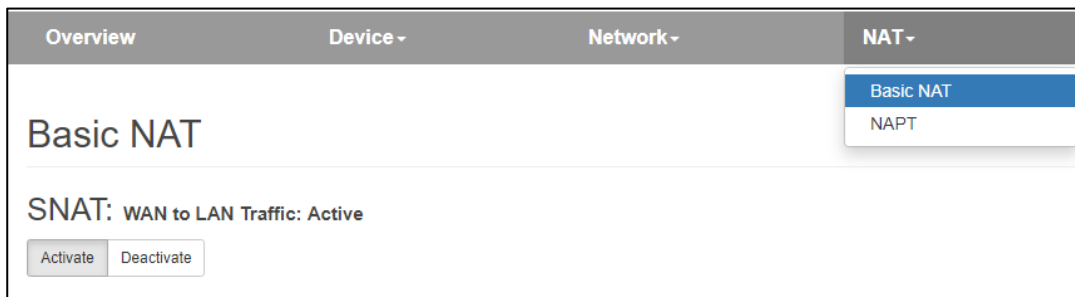 Overview Device Network NAT
Basic NAT
NAPT
Basic NAT
SNAT: WAN to LAN Traffic: Active
Activate Deactivate